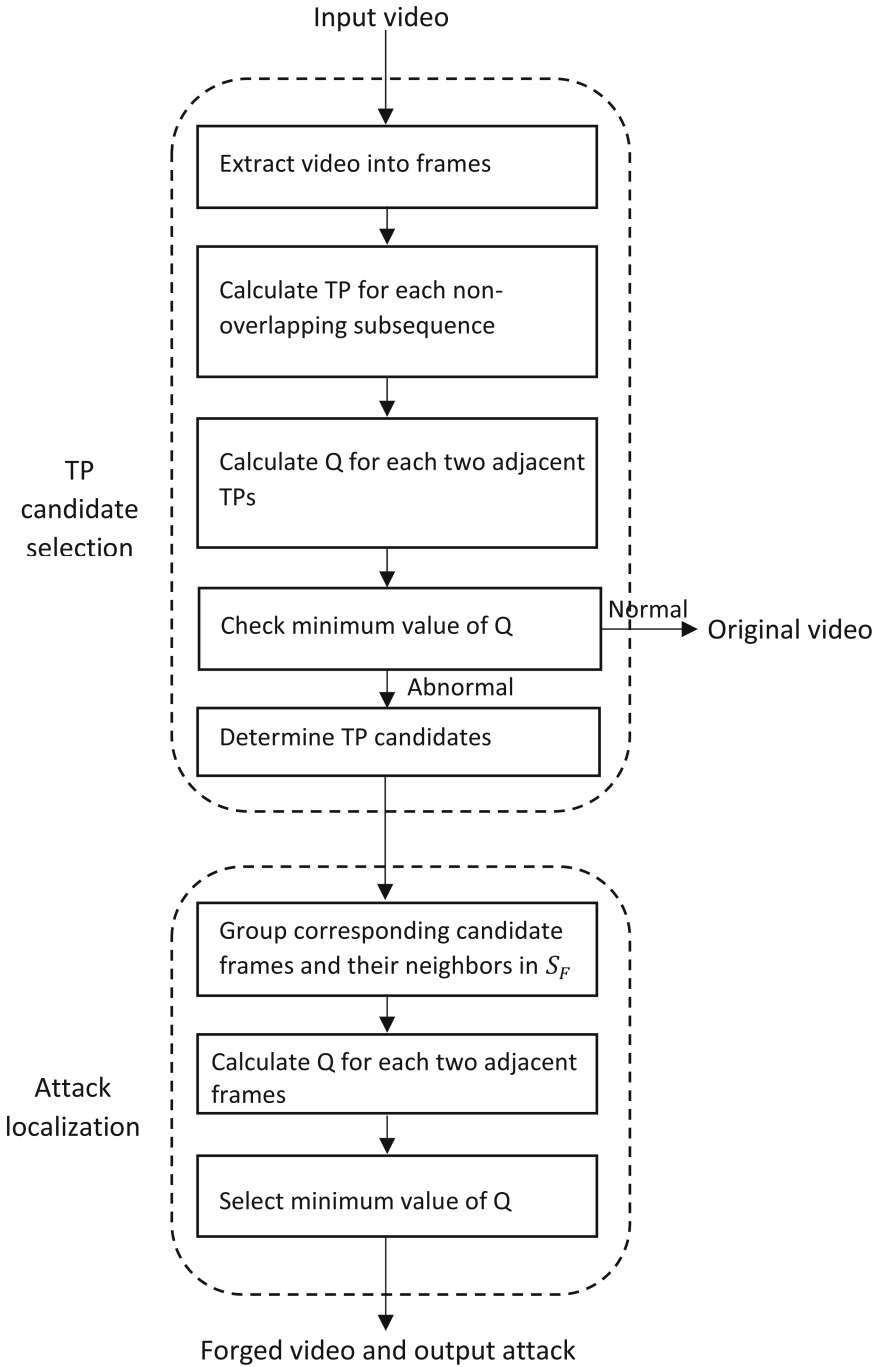 Input video
Extract video into frames
Calculate TP for each non-
overlapping subsequence
Calculate Q for each two adjacent
TPs
TP
candidate
selection
Check minimum value of Q
Normal
Original video
Abnormal
Determine TP candidates
Group corresponding candidate
frames and their neighbors in S_F
Calculate Q for each two adjacent
frames
Attack
localization
Select minimum value of Q
Forged video and output attack